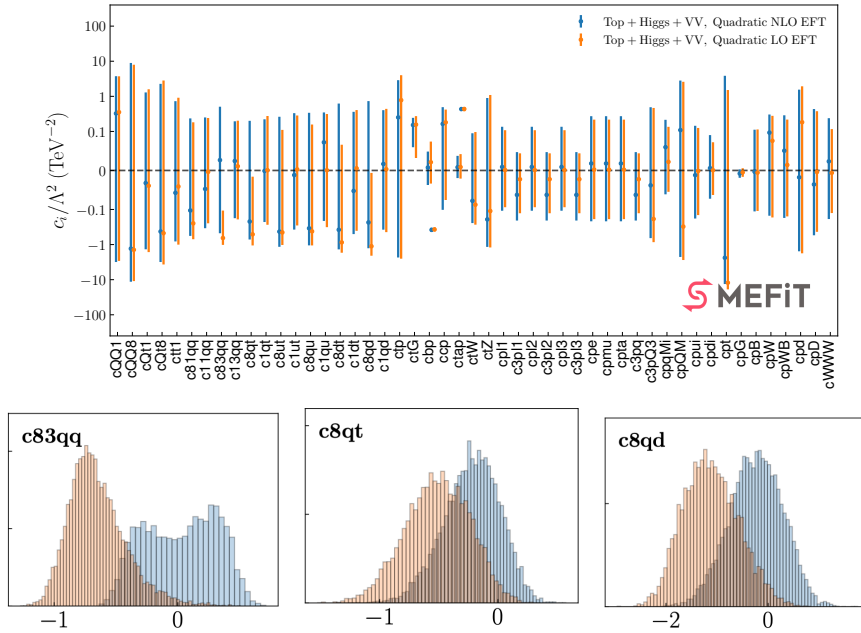 Top + Higgs + VV, Quadratic NLO EFT
Top + Higgs + VV, Quadratic LO EFT
100
10
1
0.1
0
−0.1
−1
−10
−100
c_i/Λ² (TeV⁻²)
SMEFiT
cQQ1 cQQ8 cQt1 cQt8 ctt1 c81qq c11qq c83qq c13qq c8qt c1qt c8ut c1ut c8qu c1qu c8dt c1dt c8qd c1qd ctp ctG cbp ccp ctap ctW ctZ cpl1 c3pl1 cpl2 c3pl2 cpl3 c3pl3 cpe cpmu cpta c3pq c3pQ3 cpqMi cpQM cpui cpdi cpt cpG cpB cpW cpWB cpd cpD cWWW
c83qq
c8qt
c8qd
−1 0
−1 0
−2 0